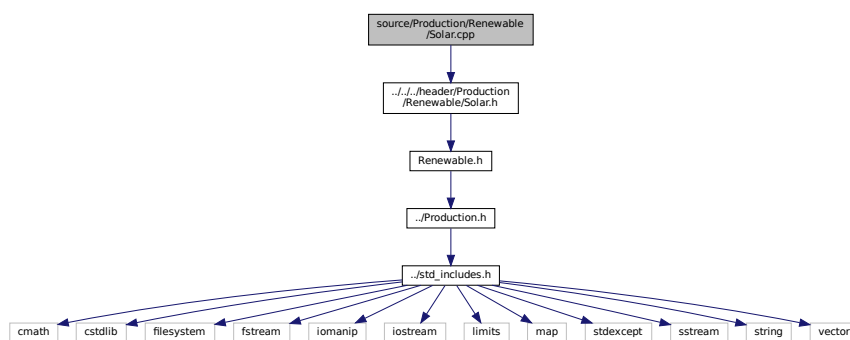 source/Production/Renewable
/Solar.cpp
../../../header/Production
/Renewable/Solar.h
Renewable.h
../Production.h
../std_includes.h
cmath cstdlib filesystem fstream iomanip iostream limits map stdexcept sstream string vector